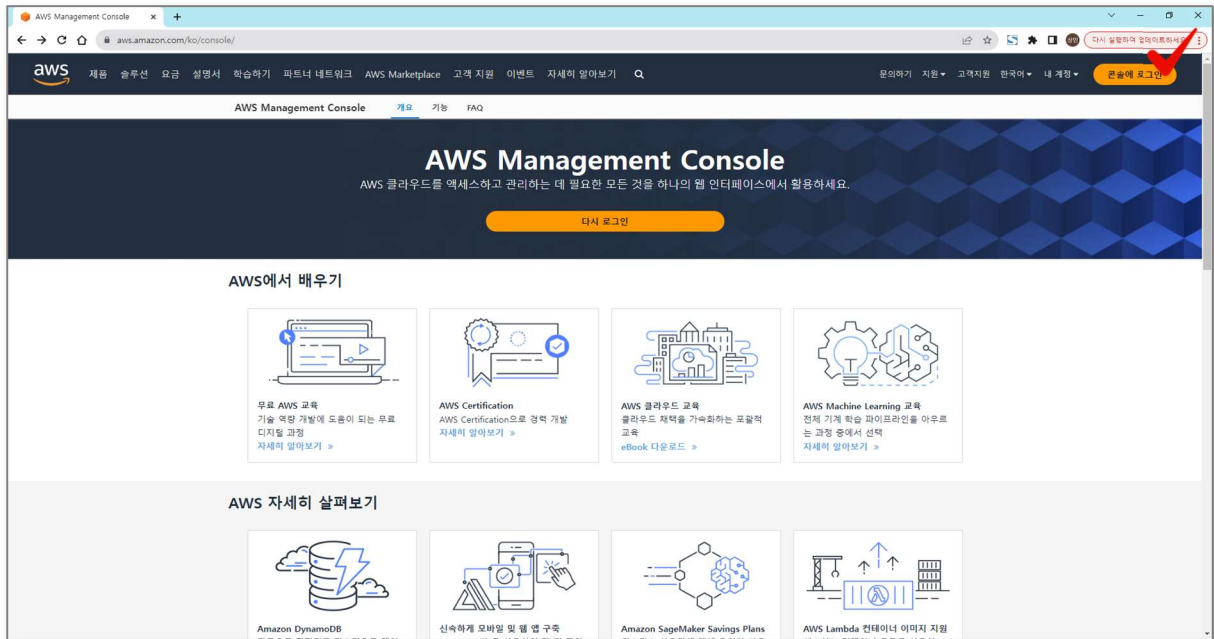 AWS Management Console
aws.amazon.com/ko/console/
다시 실행하여 업데이트하세요
aws 제품 솔루션 요금 설명서 학습하기 파트너 네트워크 AWS Marketplace 고객 지원 이벤트 자세히 알아보기 문의하기 지원 고객지원 한국어 내 계정 콘솔에 로그인
AWS Management Console 개요 기능 FAQ
AWS Management Console
AWS 클라우드를 액세스하고 관리하는 데 필요한 모든 것을 하나의 웹 인터페이스에서 활용하세요.
다시 로그인
AWS에서 배우기
무료 AWS 교육
기술 역량 개발에 도움이 되는 무료
디지털 과정
자세히 알아보기 »
AWS Certification
AWS Certification으로 경력 개발
자세히 알아보기 »
AWS 클라우드 교육
클라우드 채택을 가속화하는 포괄적
교육
eBook 다운로드 »
AWS Machine Learning 교육
전체 기계 학습 파이프라인을 아우르
는 과정 중에서 선택
자세히 알아보기 »
AWS 자세히 살펴보기
Amazon DynamoDB
신속하게 모바일 및 웹 앱 구축
Amazon SageMaker Savings Plans
AWS Lambda 컨테이너 이미지 지원